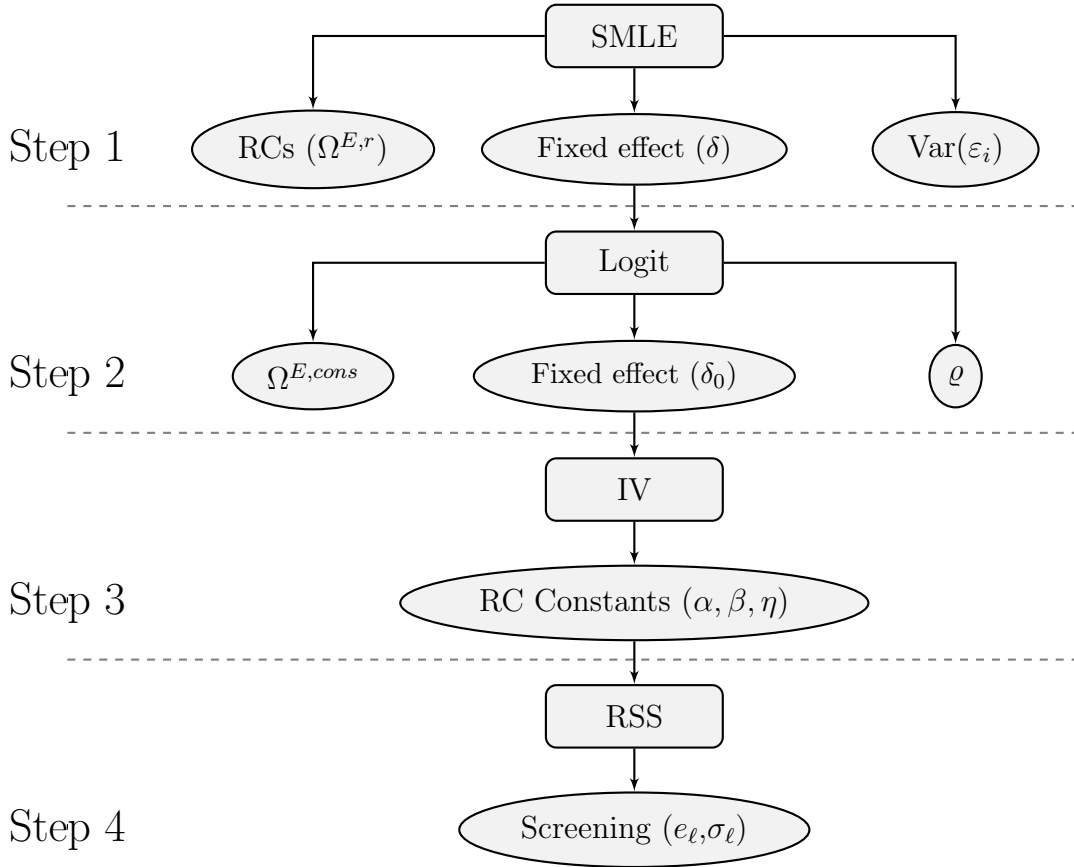 SMLE
Step 1
RCs (Ω^{E,r})
Fixed effect (δ)
Var(ε_i)
Logit
Step 2
Ω^{E,cons}
Fixed effect (δ_0)
ϱ
IV
Step 3
RC Constants (α, β, η)
RSS
Step 4
Screening (e_ℓ,σ_ℓ)